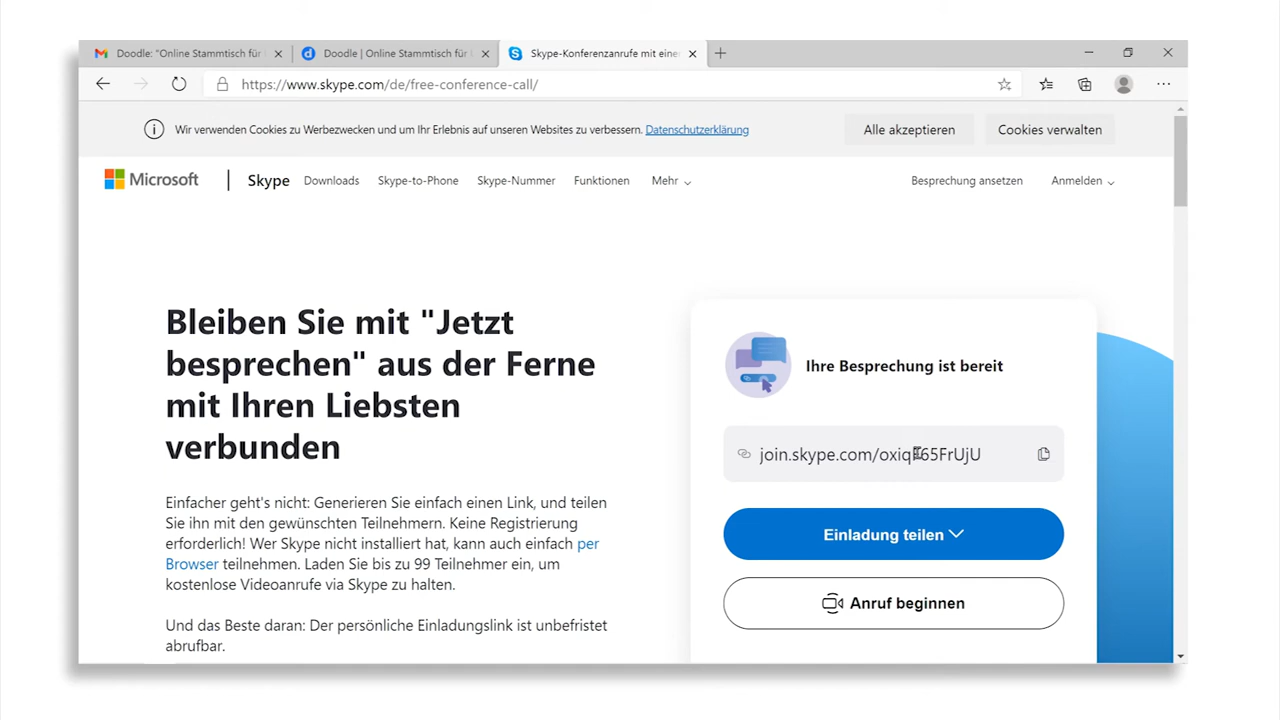 Doodle: "Online Stammtisch für
Doodle | Online Stammtisch für
Skype-Konferenzanrufe mit eine
https://www.skype.com/de/free-conference-call/
Wir verwenden Cookies zu Werbezwecken und um Ihr Erlebnis auf unseren Websites zu verbessern. Datenschutzerklärung
Alle akzeptieren
Cookies verwalten
Microsoft
Skype
Downloads
Skype-to-Phone
Skype-Nummer
Funktionen
Mehr
Besprechung ansetzen
Anmelden
Bleiben Sie mit "Jetzt
besprechen" aus der Ferne
mit Ihren Liebsten
verbunden
Einfacher geht's nicht: Generieren Sie einfach einen Link, und teilen
Sie ihn mit den gewünschten Teilnehmern. Keine Registrierung
erforderlich! Wer Skype nicht installiert hat, kann auch einfach per
Browser teilnehmen. Laden Sie bis zu 99 Teilnehmer ein, um
kostenlose Videoanrufe via Skype zu halten.
Und das Beste daran: Der persönliche Einladungslink ist unbefristet
abrufbar.
Ihre Besprechung ist bereit
Einladung teilen
Anruf beginnen